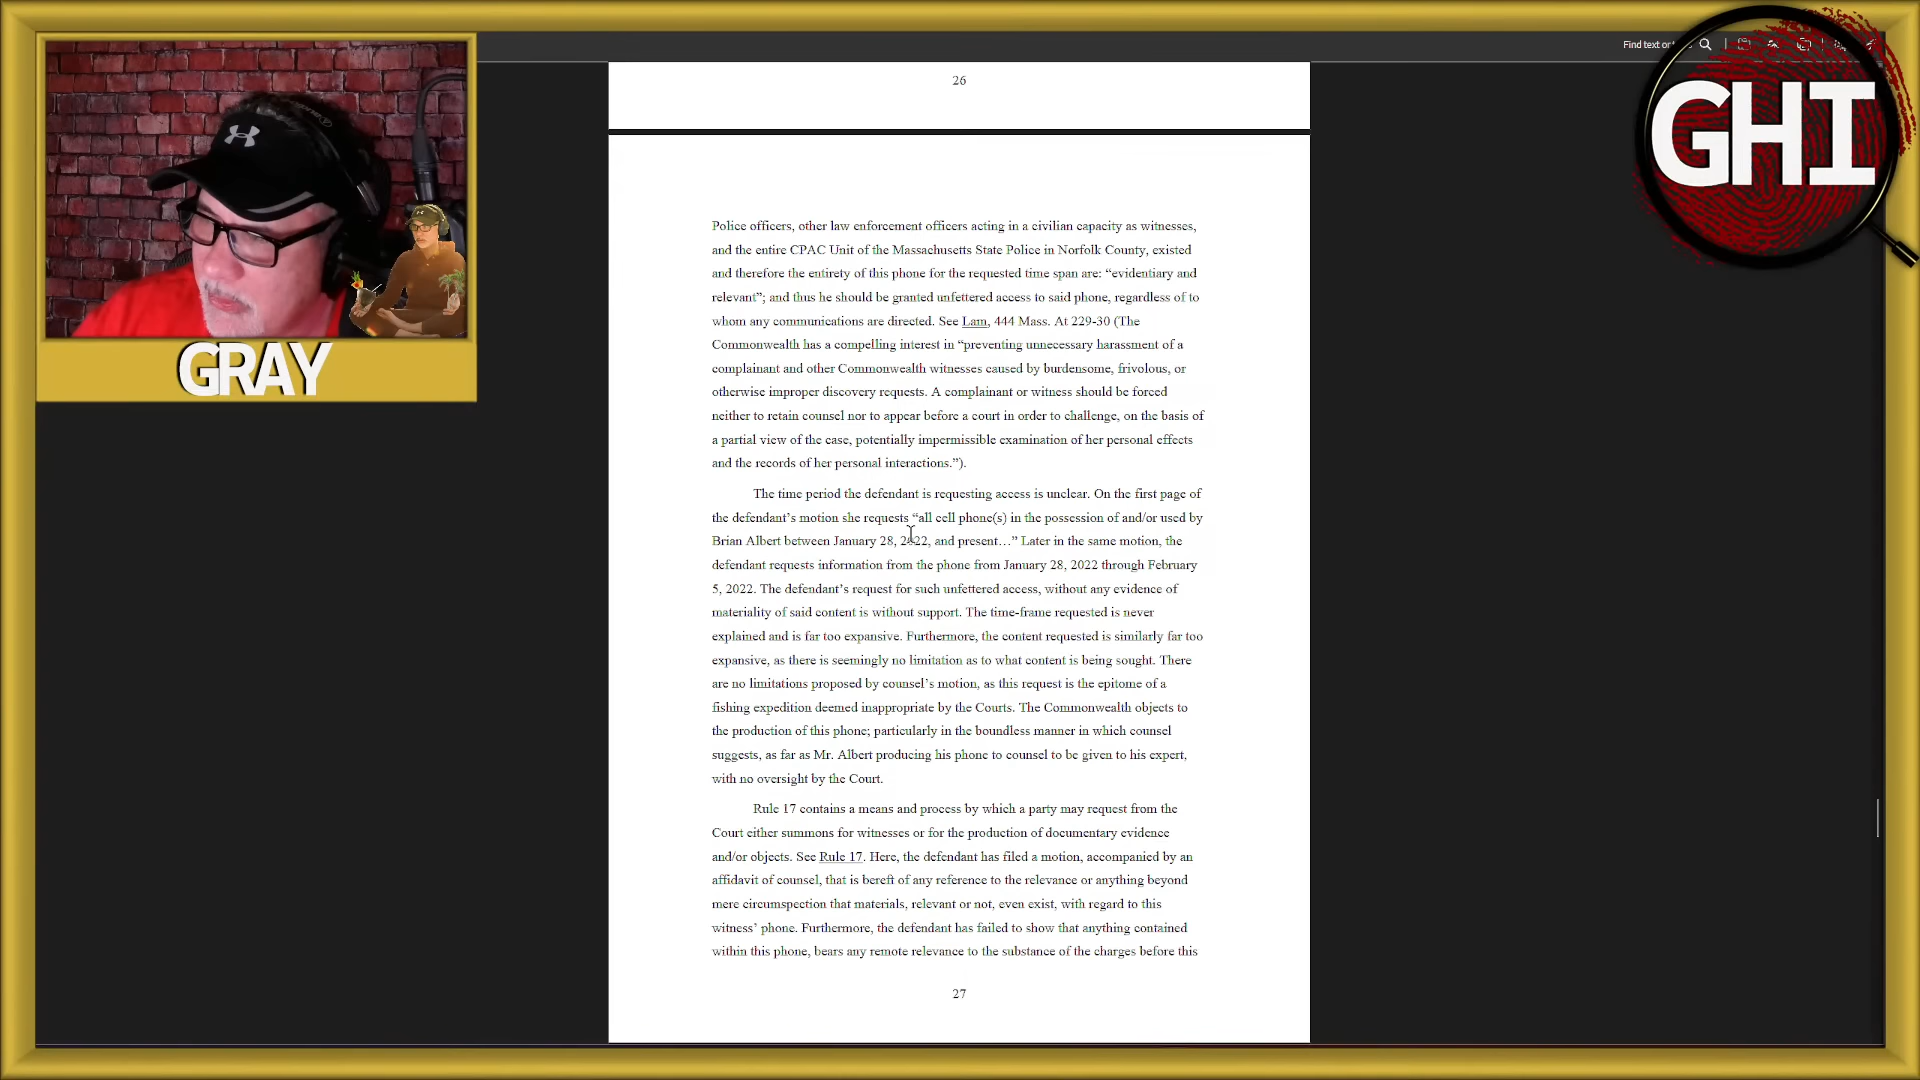 Find text or
GHI
GRAY
26
Police officers, other law enforcement officers acting in a civilian capacity as witnesses,
and the entire CPAC Unit of the Massachusetts State Police in Norfolk County, existed
and therefore the entirety of this phone for the requested time span are: “evidentiary and
relevant”; and thus he should be granted unfettered access to said phone, regardless of to
whom any communications are directed. See Lam, 444 Mass. At 229-30 (The
Commonwealth has a compelling interest in “preventing unnecessary harassment of a
complainant and other Commonwealth witnesses caused by burdensome, frivolous, or
otherwise improper discovery requests. A complainant or witness should be forced
neither to retain counsel nor to appear before a court in order to challenge, on the basis of
a partial view of the case, potentially impermissible examination of her personal effects
and the records of her personal interactions.”).
The time period the defendant is requesting access is unclear. On the first page of
the defendant’s motion she requests “all cell phone(s) in the possession of and/or used by
Brian Albert between January 28, 2022, and present…” Later in the same motion, the
defendant requests information from the phone from January 28, 2022 through February
5, 2022. The defendant’s request for such unfettered access, without any evidence of
materiality of said content is without support. The time-frame requested is never
explained and is far too expansive. Furthermore, the content requested is similarly far too
expansive, as there is seemingly no limitation as to what content is being sought. There
are no limitations proposed by counsel’s motion, as this request is the epitome of a
fishing expedition deemed inappropriate by the Courts. The Commonwealth objects to
the production of this phone; particularly in the boundless manner in which counsel
suggests, as far as Mr. Albert producing his phone to counsel to be given to his expert,
with no oversight by the Court.
Rule 17 contains a means and process by which a party may request from the
Court either summons for witnesses or for the production of documentary evidence
and/or objects. See Rule 17. Here, the defendant has filed a motion, accompanied by an
affidavit of counsel, that is bereft of any reference to the relevance or anything beyond
mere circumspection that materials, relevant or not, even exist, with regard to this
witness’ phone. Furthermore, the defendant has failed to show that anything contained
within this phone, bears any remote relevance to the substance of the charges before this
27